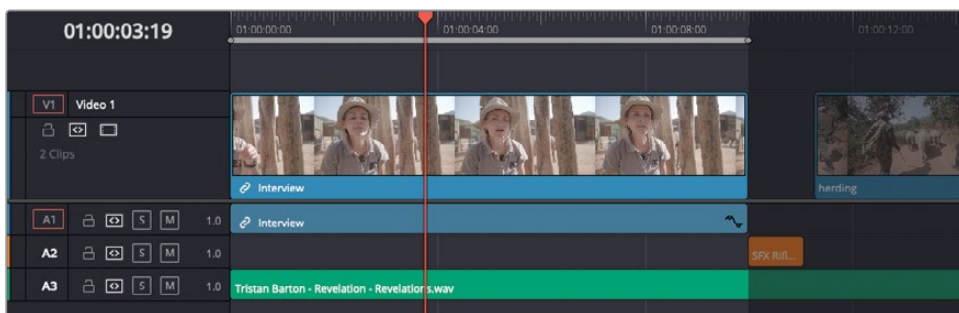 01:00:03:19
01:00:00:00 01:00:04:00 01:00:08:00 01:00:12:00
V1 Video 1
2 Clips
Interview
herding
A1 S M 1.0 Interview
A2 S M 1.0 SFX Rifl...
A3 S M 1.0 Tristan Barton - Revelation - Revelations.wav